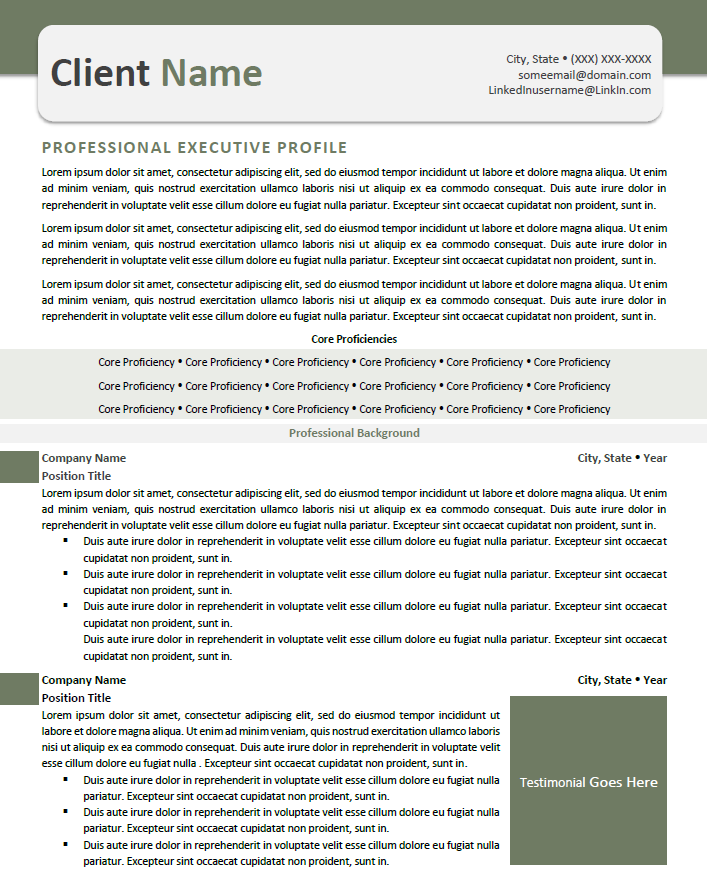 Client Name
City, State • (XXX) XXX-XXXX
someemail@domain.com
LinkedInusername@LinkIn.com
PROFESSIONAL EXECUTIVE PROFILE
Lorem ipsum dolor sit amet, consectetur adipiscing elit, sed do eiusmod tempor incididunt ut labore et dolore magna aliqua. Ut enim
ad minim veniam, quis nostrud exercitation ullamco laboris nisi ut aliquip ex ea commodo consequat. Duis aute irure dolor in
reprehenderit in voluptate velit esse cillum dolore eu fugiat nulla pariatur. Excepteur sint occaecat cupidatat non proident, sunt in.
Lorem ipsum dolor sit amet, consectetur adipiscing elit, sed do eiusmod tempor incididunt ut labore et dolore magna aliqua. Ut enim
ad minim veniam, quis nostrud exercitation ullamco laboris nisi ut aliquip ex ea commodo consequat. Duis aute irure dolor in
reprehenderit in voluptate velit esse cillum dolore eu fugiat nulla pariatur. Excepteur sint occaecat cupidatat non proident, sunt in.
Lorem ipsum dolor sit amet, consectetur adipiscing elit, sed do eiusmod tempor incididunt ut labore et dolore magna aliqua. Ut enim
ad minim veniam, quis nostrud exercitation ullamco laboris nisi ut aliquip ex ea commodo consequat. Duis aute irure dolor in
reprehenderit in voluptate velit esse cillum dolore eu fugiat nulla pariatur. Excepteur sint occaecat cupidatat non proident, sunt in.
Core Proficiencies
Core Proficiency • Core Proficiency • Core Proficiency • Core Proficiency • Core Proficiency • Core Proficiency
Core Proficiency • Core Proficiency • Core Proficiency • Core Proficiency • Core Proficiency • Core Proficiency
Core Proficiency • Core Proficiency • Core Proficiency • Core Proficiency • Core Proficiency • Core Proficiency
Professional Background
Company Name City, State • Year
Position Title
Lorem ipsum dolor sit amet, consectetur adipiscing elit, sed do eiusmod tempor incididunt ut labore et dolore magna aliqua. Ut enim
ad minim veniam, quis nostrud exercitation ullamco laboris nisi ut aliquip ex ea commodo consequat. Duis aute irure dolor in
reprehenderit in voluptate velit esse cillum dolore eu fugiat nulla pariatur. Excepteur sint occaecat cupidatat non proident, sunt in.
▪ Duis aute irure dolor in reprehenderit in voluptate velit esse cillum dolore eu fugiat nulla pariatur. Excepteur sint occaecat
cupidatat non proident, sunt in.
▪ Duis aute irure dolor in reprehenderit in voluptate velit esse cillum dolore eu fugiat nulla pariatur. Excepteur sint occaecat
cupidatat non proident, sunt in.
▪ Duis aute irure dolor in reprehenderit in voluptate velit esse cillum dolore eu fugiat nulla pariatur. Excepteur sint occaecat
cupidatat non proident, sunt in.
Duis aute irure dolor in reprehenderit in voluptate velit esse cillum dolore eu fugiat nulla pariatur. Excepteur sint occaecat
cupidatat non proident, sunt in.
Company Name City, State • Year
Position Title
Lorem ipsum dolor sit amet, consectetur adipiscing elit, sed do eiusmod tempor incididunt ut
labore et dolore magna aliqua. Ut enim ad minim veniam, quis nostrud exercitation ullamco laboris
nisi ut aliquip ex ea commodo consequat. Duis aute irure dolor in reprehenderit in voluptate velit
esse cillum dolore eu fugiat nulla . Excepteur sint occaecat cupidatat non proident, sunt in.
▪ Duis aute irure dolor in reprehenderit in voluptate velit esse cillum dolore eu fugiat nulla
pariatur. Excepteur sint occaecat cupidatat non proident, sunt in.
▪ Duis aute irure dolor in reprehenderit in voluptate velit esse cillum dolore eu fugiat nulla
pariatur. Excepteur sint occaecat cupidatat non proident, sunt in.
▪ Duis aute irure dolor in reprehenderit in voluptate velit esse cillum dolore eu fugiat nulla
pariatur. Excepteur sint occaecat cupidatat non proident, sunt in.
Testimonial Goes Here